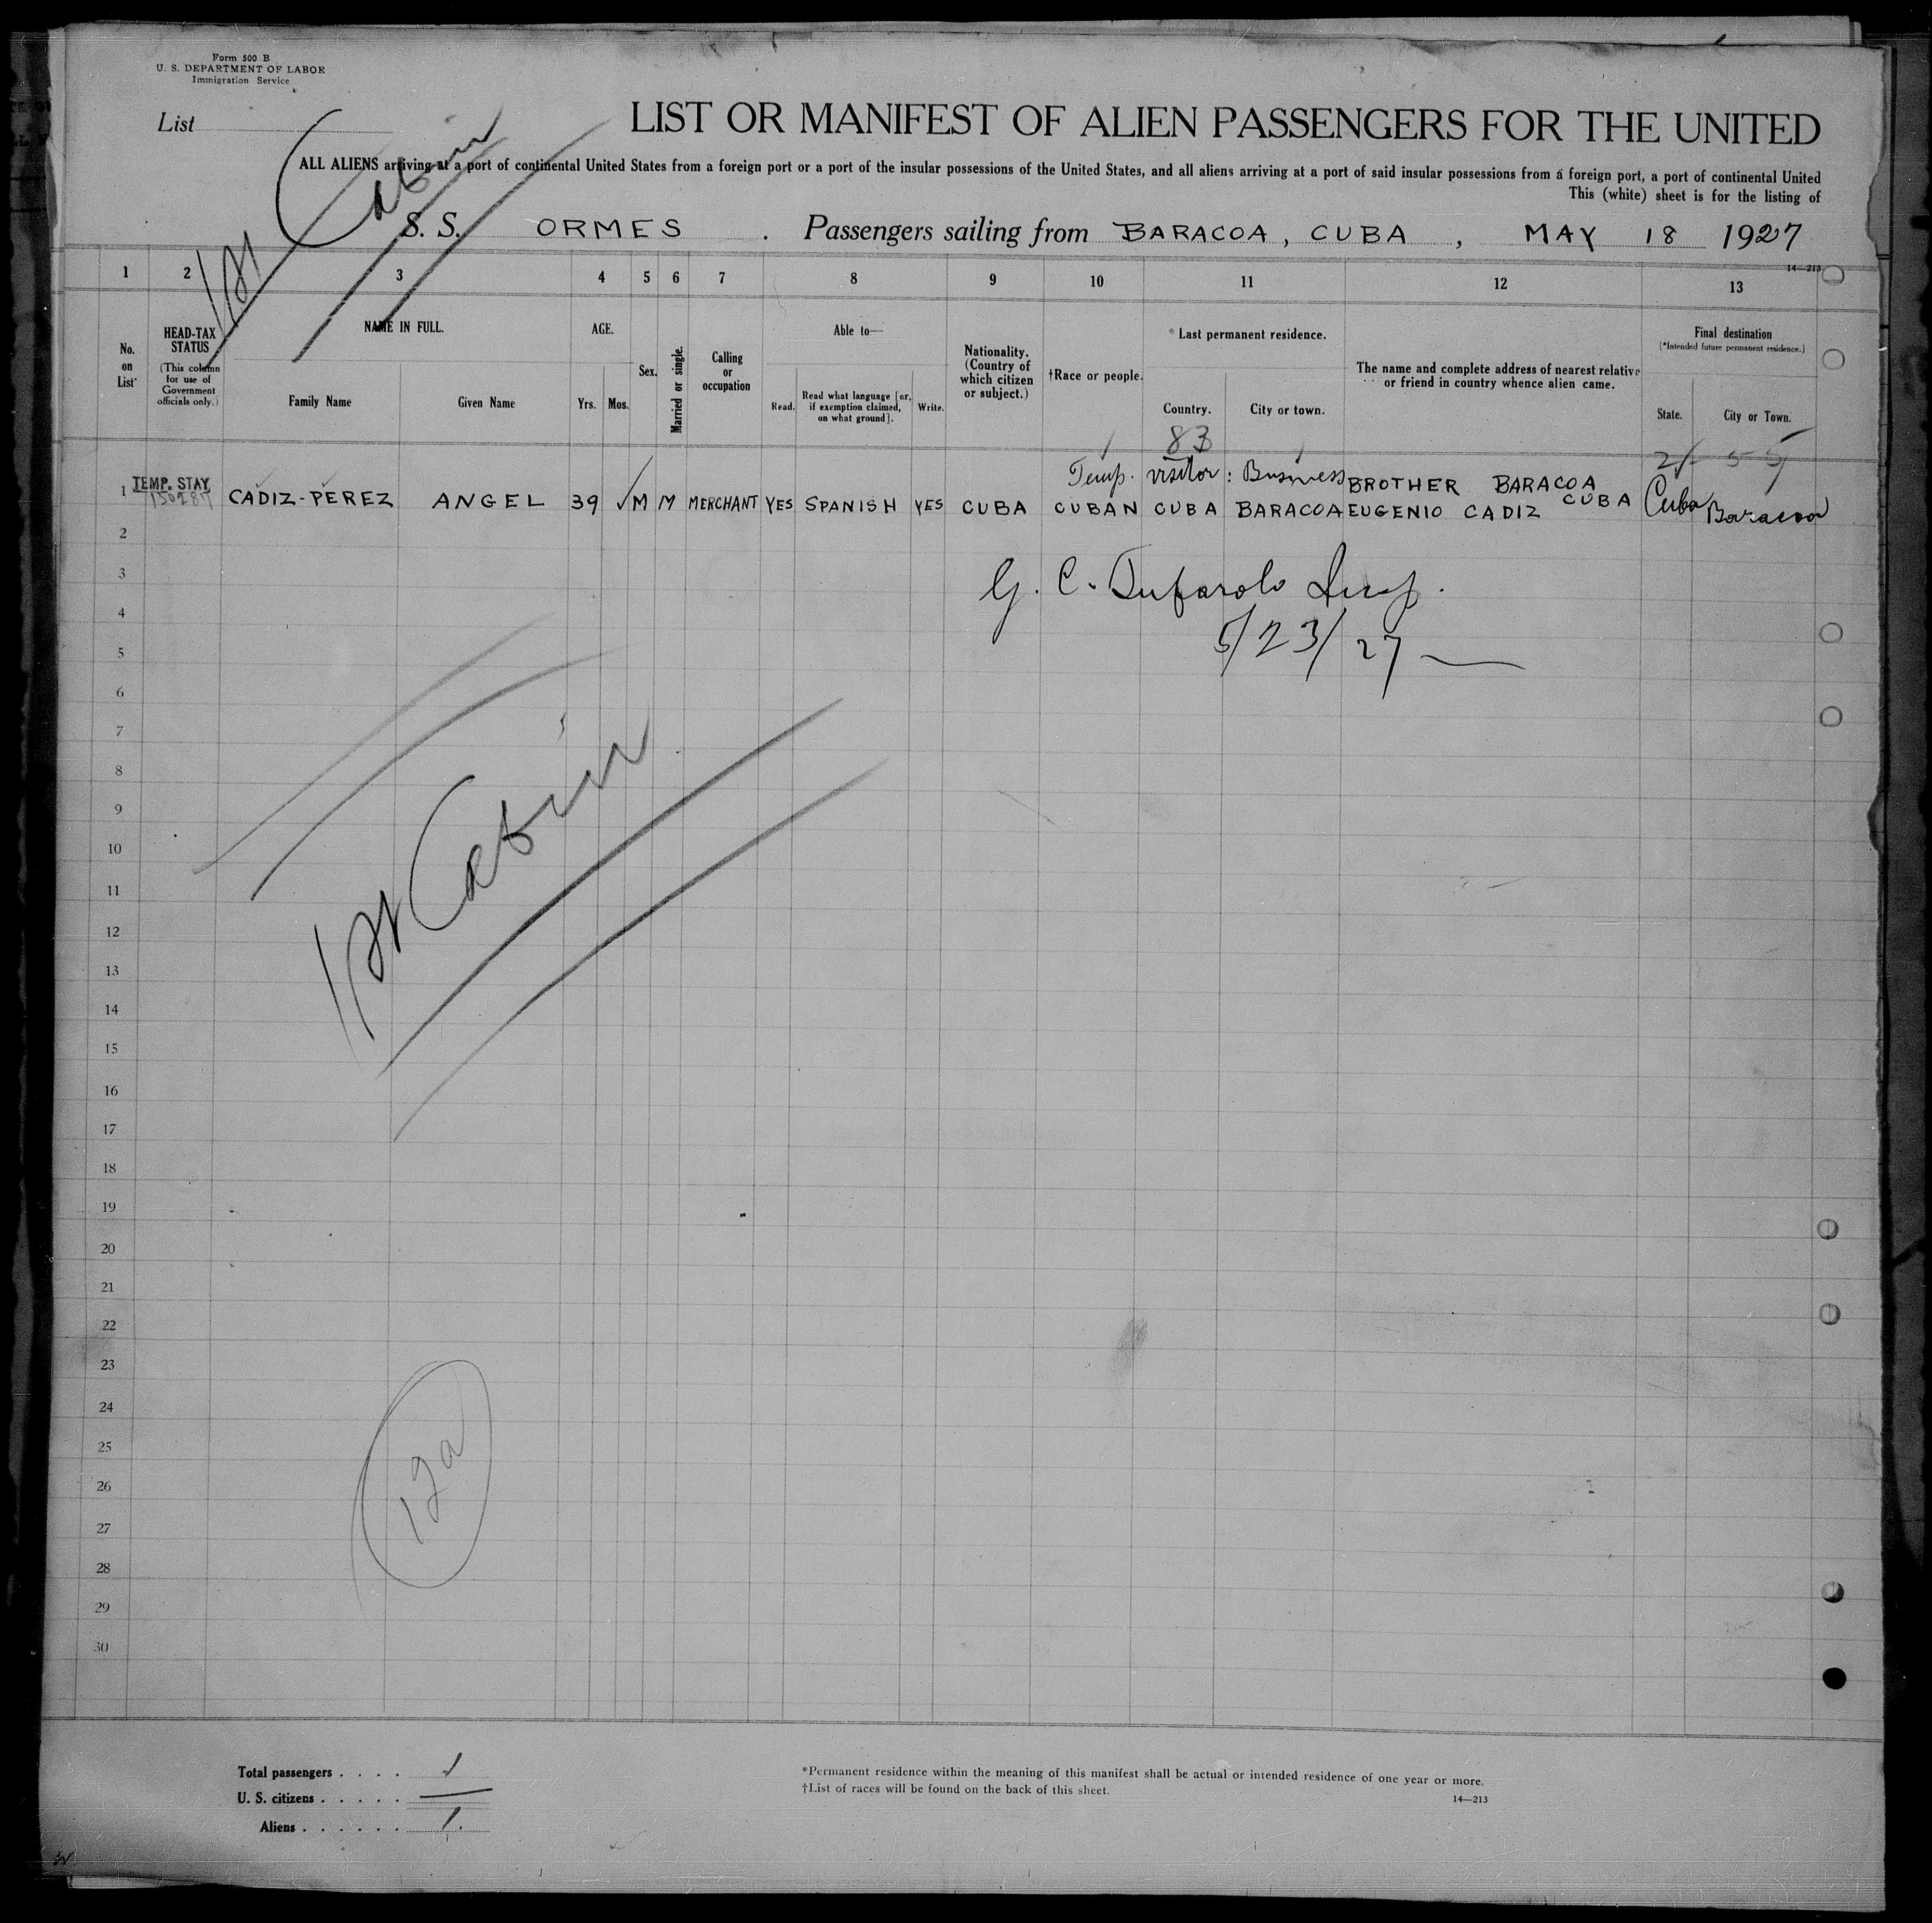 Form 500 B
U. S. DEPARTMENT OF LABOR
Immigration Service
List
1st Cabin
LIST OR MANIFEST OF ALIEN PASSENGERS FOR THE UNITED
ALL ALIENS arriving at a port of continental United States from a foreign port or a port of the insular possessions of the United States, and all aliens arriving at a port of said insular possessions from a foreign port, a port of continental United
This (white) sheet is for the listing of
S. S. ORMES . Passengers sailing from BARACOA, CUBA , MAY 18 1927
14—213
1 2 3 4 5 6 7 8 9 10 11 12 13
No. on List
HEAD-TAX STATUS
(This column for use of Government officials only.)
NAME IN FULL.
Family Name Given Name
AGE.
Yrs. Mos.
Sex.
Married or single.
Calling or occupation
Able to—
Read. Read what language [or, if exemption claimed, on what ground]. Write.
Nationality. (Country of which citizen or subject.)
†Race or people.
* Last permanent residence.
Country. City or town.
The name and complete address of nearest relative or friend in country whence alien came.
Final destination
[*Intended future permanent residence.]
State. City or Town.
83
Temp. visitor: Business
1 TEMP. STAY CADIZ-PEREZ ANGEL 39 M M MERCHANT YES SPANISH YES CUBA CUBAN CUBA BARACOA BROTHER BARACOA CUBA EUGENIO CADIZ Cuba Baracoa
2
3
G. C. Insp.
4
5/23/27
5
6
7
8
9
10
1st Cabin
11
12
13
14
15
16
17
18
19
20
21
22
23
24
25
26
12a
27
28
29
30
Total passengers . . . . 1
U. S. citizens . . . . . —
Aliens . . . . . . 1.
*Permanent residence within the meaning of this manifest shall be actual or intended residence of one year or more.
†List of races will be found on the back of this sheet.
14—213